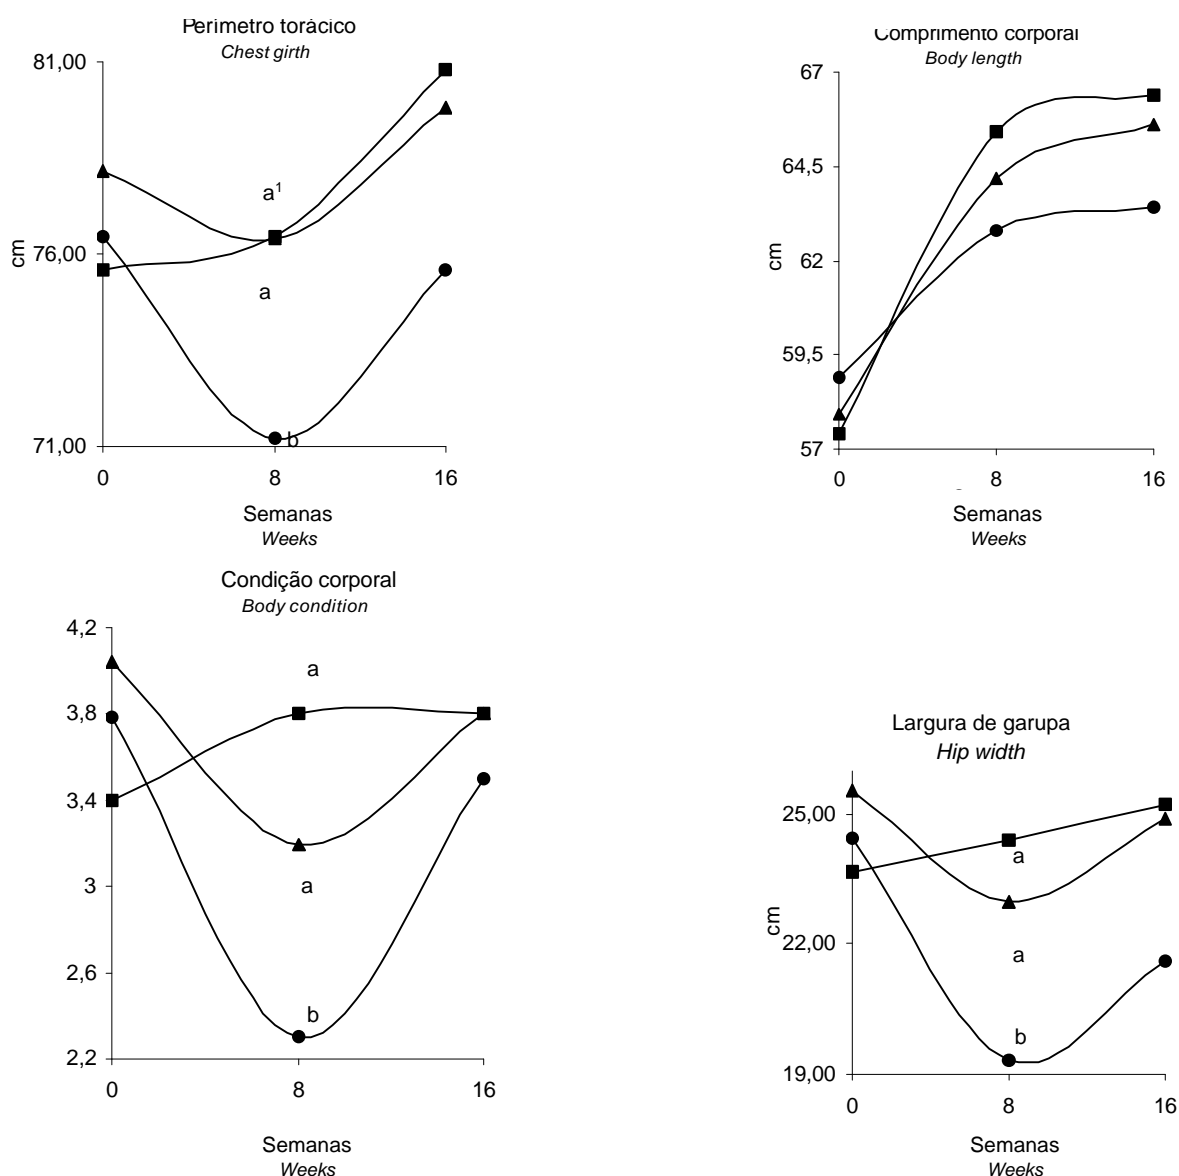 Perímetro torácico
Chest girth
81,00
a¹
76,00
cm
a
b
71,00
0 8 16
Semanas
Weeks
Comprimento corporal
Body length
67
64,5
62
cm
59,5
57
0 8 16
Semanas
Weeks
Condição corporal
Body condition
4,2
a
3,8
3,4
3
a
2,6
b
2,2
0 8 16
Semanas
Weeks
Largura de garupa
Hip width
25,00
a
cm
22,00
a
b
19,00
0 8 16
Semanas
Weeks